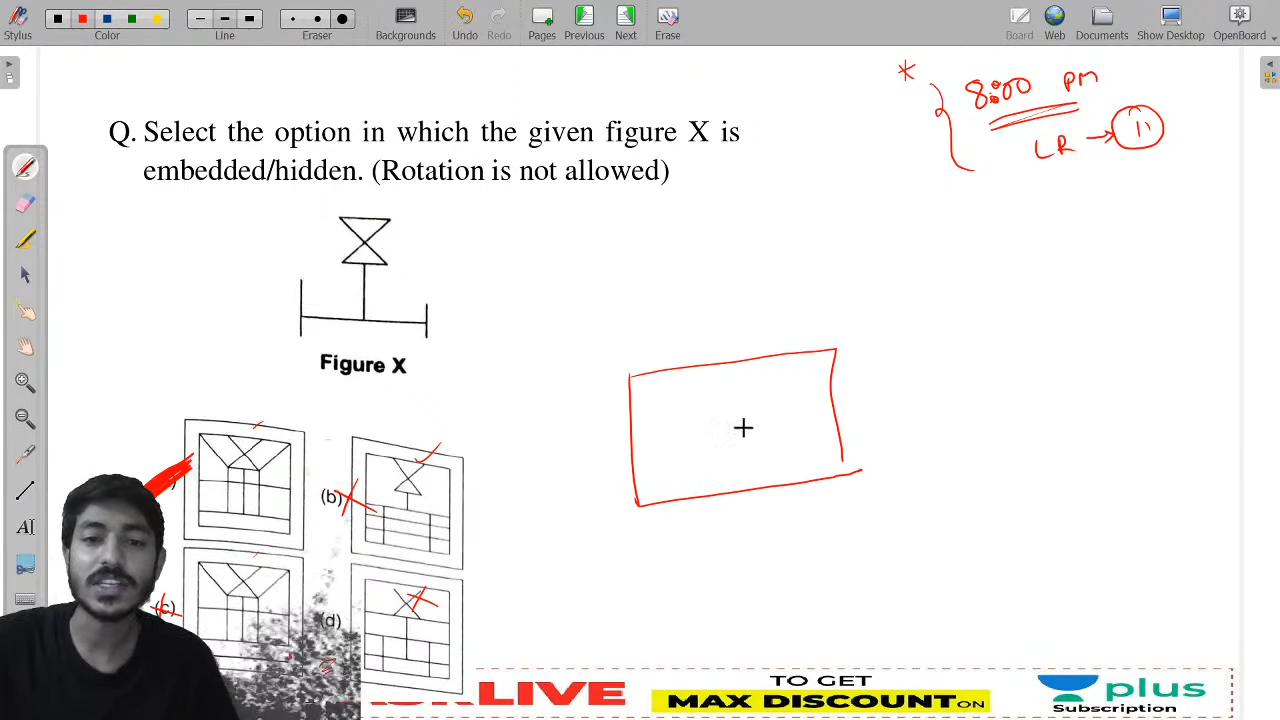 Stylus
Color
Line
Eraser
Backgrounds
Undo
Redo
Pages
Previous
Next
Erase
Board
Web
Documents
Show Desktop
OpenBoard
* 8:00 PM
LR → 11
Q. Select the option in which the given figure X is
embedded/hidden. (Rotation is not allowed)
Figure X
(b)
(c)
(d)
LIVE
TO GET
MAX DISCOUNT ON
plus
Subscription